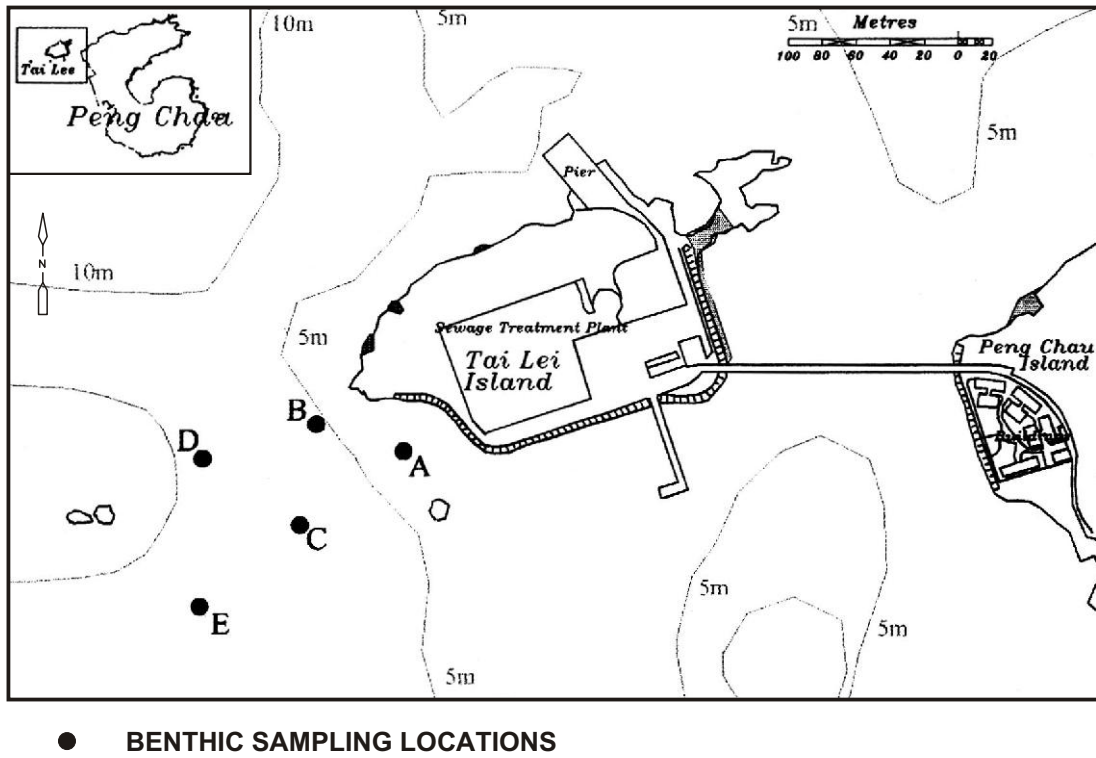 10m
5m
5m
Metres
100 80 60 40 20 0 20
Tai Lee
Peng Chau
5m
Pier
N
10m
5m
Sewage Treatment Plant
Tai Lei
Island
Peng Chau
Island
Buildings
B
A
D
C
E
5m
5m
5m
BENTHIC SAMPLING LOCATIONS